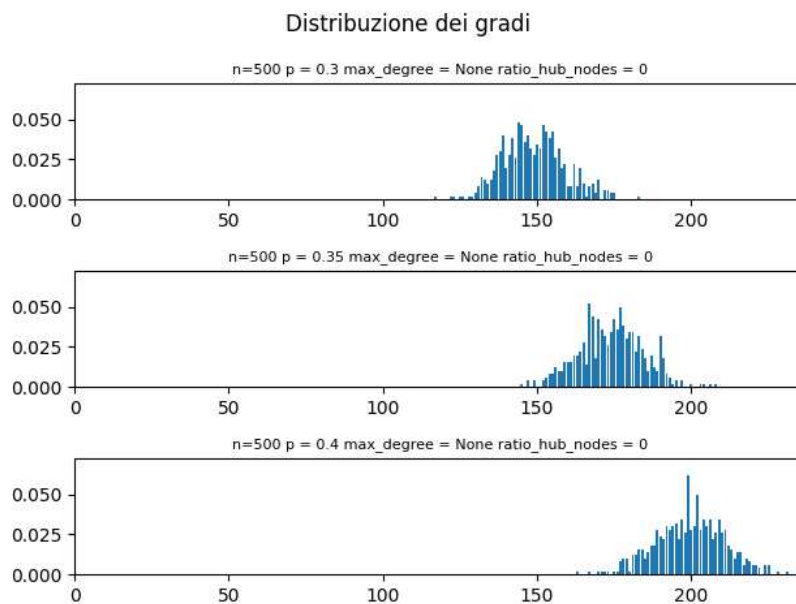 Distribuzione dei gradi
n=500 p = 0.3 max_degree = None ratio_hub_nodes = 0
0.050
0.025
0.000
0 50 100 150 200
n=500 p = 0.35 max_degree = None ratio_hub_nodes = 0
0.050
0.025
0.000
0 50 100 150 200
n=500 p = 0.4 max_degree = None ratio_hub_nodes = 0
0.050
0.025
0.000
0 50 100 150 200